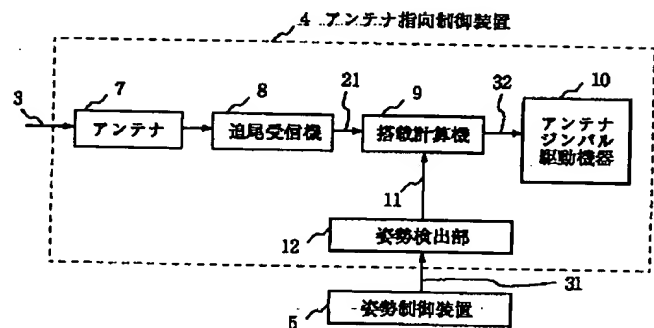 4 アンテナ指向制御装置
3
7
アンテナ
8
追尾受信機
21
9
搭載計算機
32
10
アンテナ
ジンバル
駆動機器
11
12
姿勢検出部
31
5
姿勢制御装置